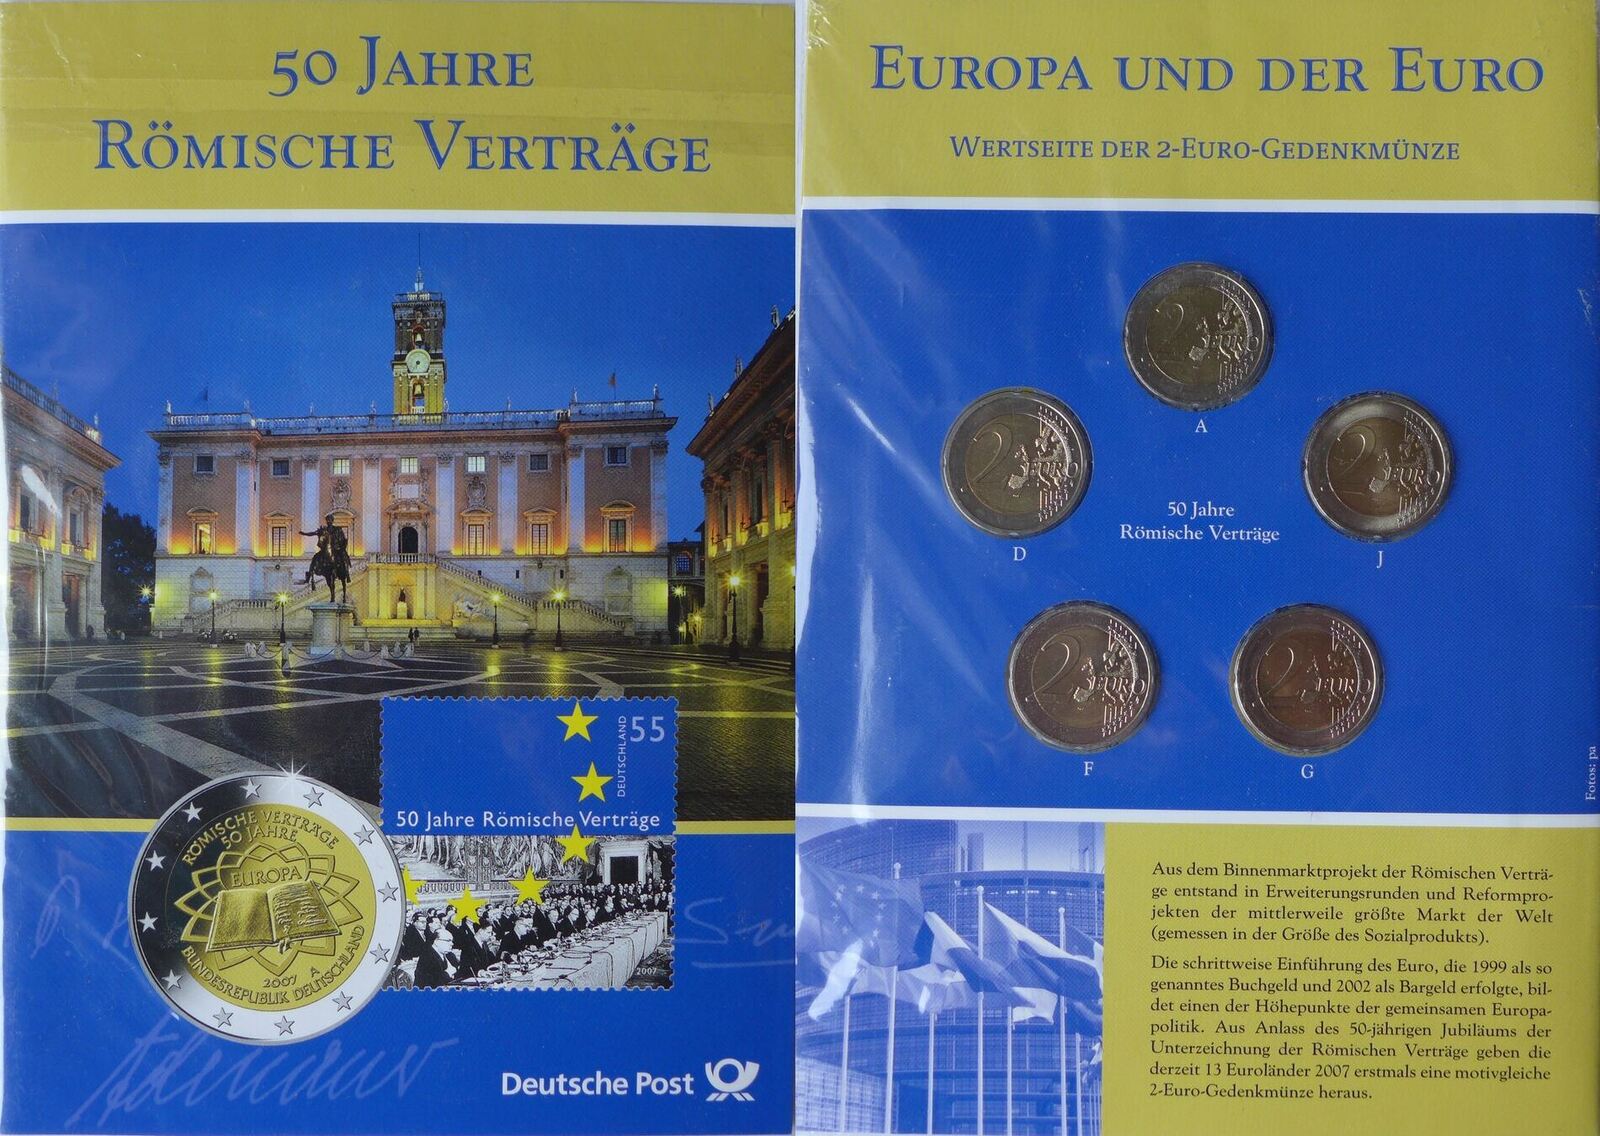 50 Jahre
Römische Verträge
DEUTSCHLAND
55
50 Jahre Römische Verträge
2007
RÖMISCHE VERTRÄGE
50 JAHRE
EUROPA
2007
A
BUNDESREPUBLIK DEUTSCHLAND
Deutsche Post
Europa und der Euro
Wertseite der 2-Euro-Gedenkmünze
2 EURO
A
2 EURO
D
2 EURO
J
50 Jahre
Römische Verträge
2 EURO
F
2 EURO
G
Fotos: pa
Aus dem Binnenmarktprojekt der Römischen Verträ-
ge entstand in Erweiterungsrunden und Reformpro-
jekten der mittlerweile größte Markt der Welt
(gemessen in der Größe des Sozialprodukts).
Die schrittweise Einführung des Euro, die 1999 als so
genanntes Buchgeld und 2002 als Bargeld erfolgte, bil-
det einen der Höhepunkte der gemeinsamen Europa-
politik. Aus Anlass des 50-jährigen Jubiläums der
Unterzeichnung der Römischen Verträge geben die
derzeit 13 Euroländer 2007 erstmals eine motivgleiche
2-Euro-Gedenkmünze heraus.